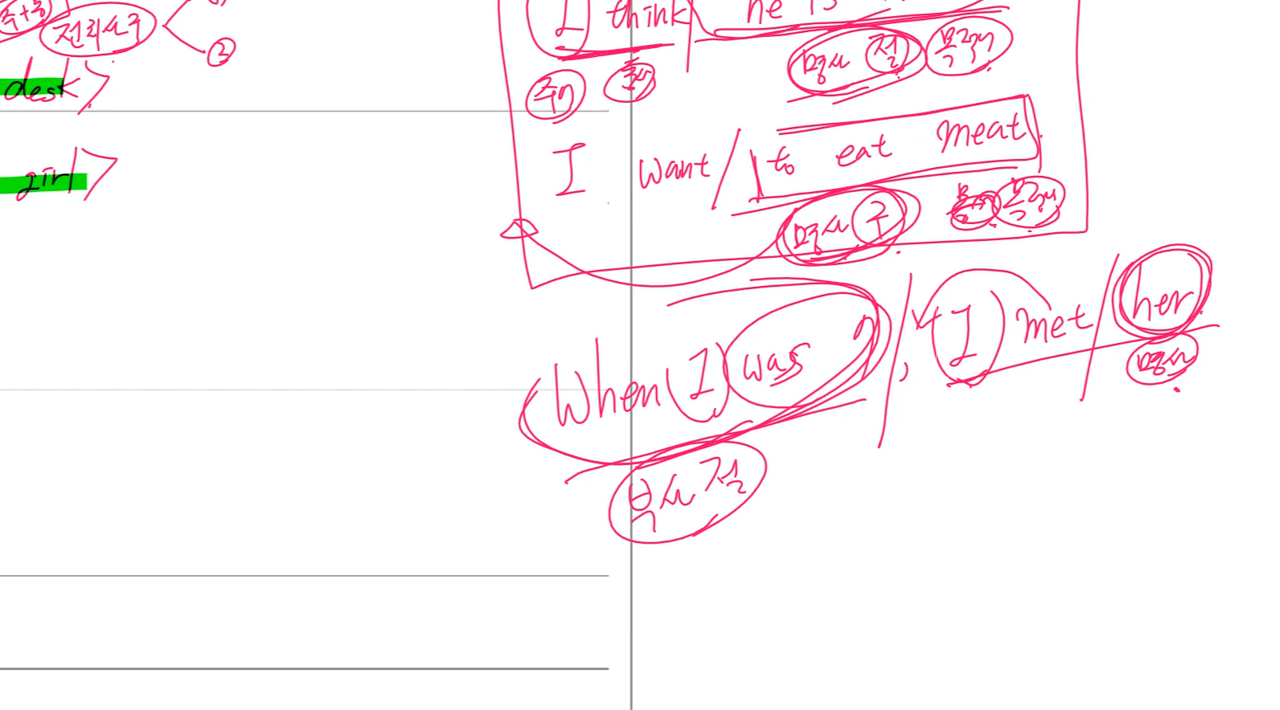 주+동
전치사구
②
desk
girl
I think he is
주어 동사 명사 절 목적어
I want / to eat meat
명사 구 목적어
When I was , I met / her
부사절 명사